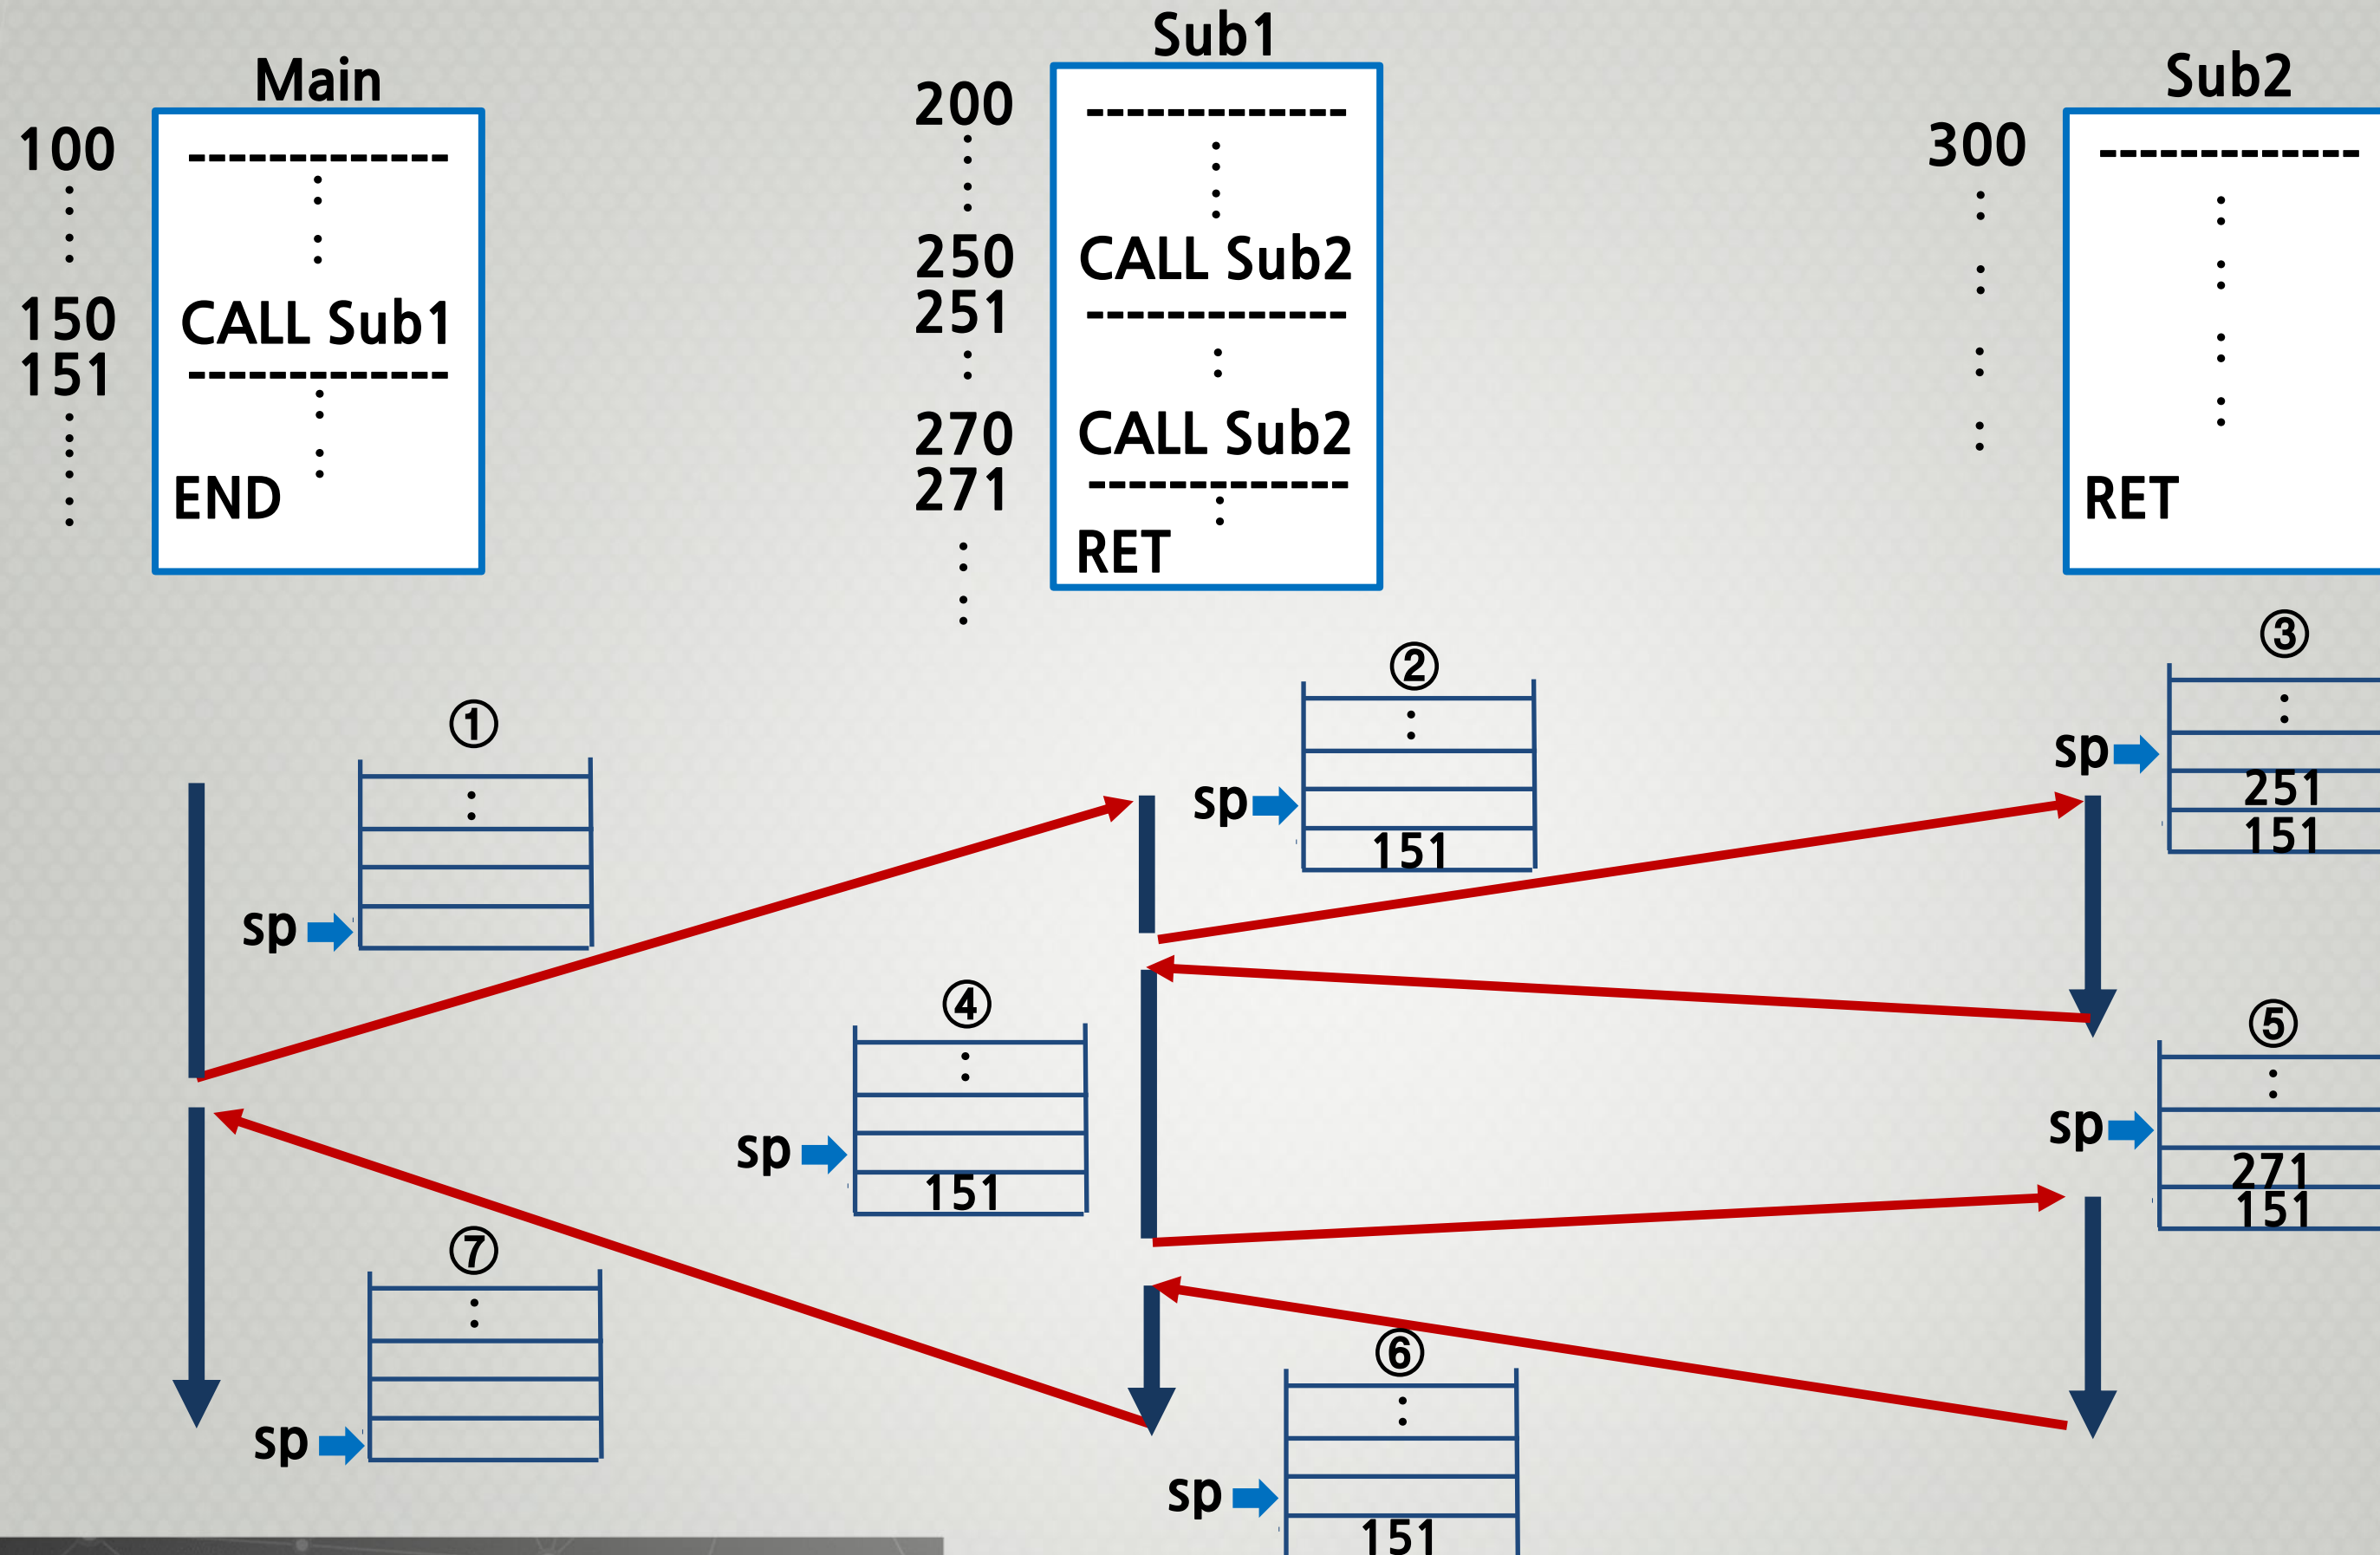 Main
100
150
151
CALL Sub1
END
Sub1
200
250
251
270
271
CALL Sub2
CALL Sub2
RET
Sub2
300
RET
①
sp
②
sp
151
③
sp
251
151
④
sp
151
⑤
sp
271
151
⑥
sp
151
⑦
sp